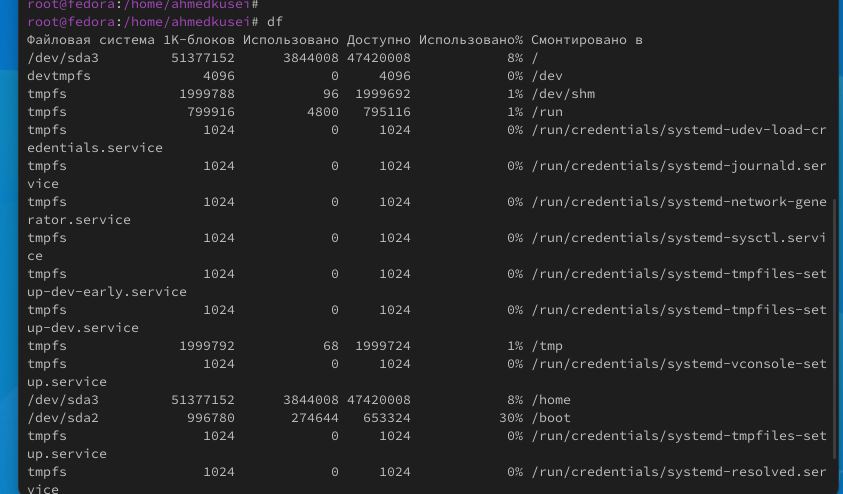 root@fedora:/home/ahmedkusei#
root@fedora:/home/ahmedkusei# df
Файловая система 1K-блоков Использовано Доступно Использовано% Смонтировано в
/dev/sda3 51377152 3844008 47420008 8% /
devtmpfs 4096 0 4096 0% /dev
tmpfs 1999788 96 1999692 1% /dev/shm
tmpfs 799916 4800 795116 1% /run
tmpfs 1024 0 1024 0% /run/credentials/systemd-udev-load-cr
edentials.service
tmpfs 1024 0 1024 0% /run/credentials/systemd-journald.ser
vice
tmpfs 1024 0 1024 0% /run/credentials/systemd-network-gene
rator.service
tmpfs 1024 0 1024 0% /run/credentials/systemd-sysctl.servi
ce
tmpfs 1024 0 1024 0% /run/credentials/systemd-tmpfiles-set
up-dev-early.service
tmpfs 1024 0 1024 0% /run/credentials/systemd-tmpfiles-set
up-dev.service
tmpfs 1999792 68 1999724 1% /tmp
tmpfs 1024 0 1024 0% /run/credentials/systemd-vconsole-set
up.service
/dev/sda3 51377152 3844008 47420008 8% /home
/dev/sda2 996780 274644 653324 30% /boot
tmpfs 1024 0 1024 0% /run/credentials/systemd-tmpfiles-set
up.service
tmpfs 1024 0 1024 0% /run/credentials/systemd-resolved.ser
vice